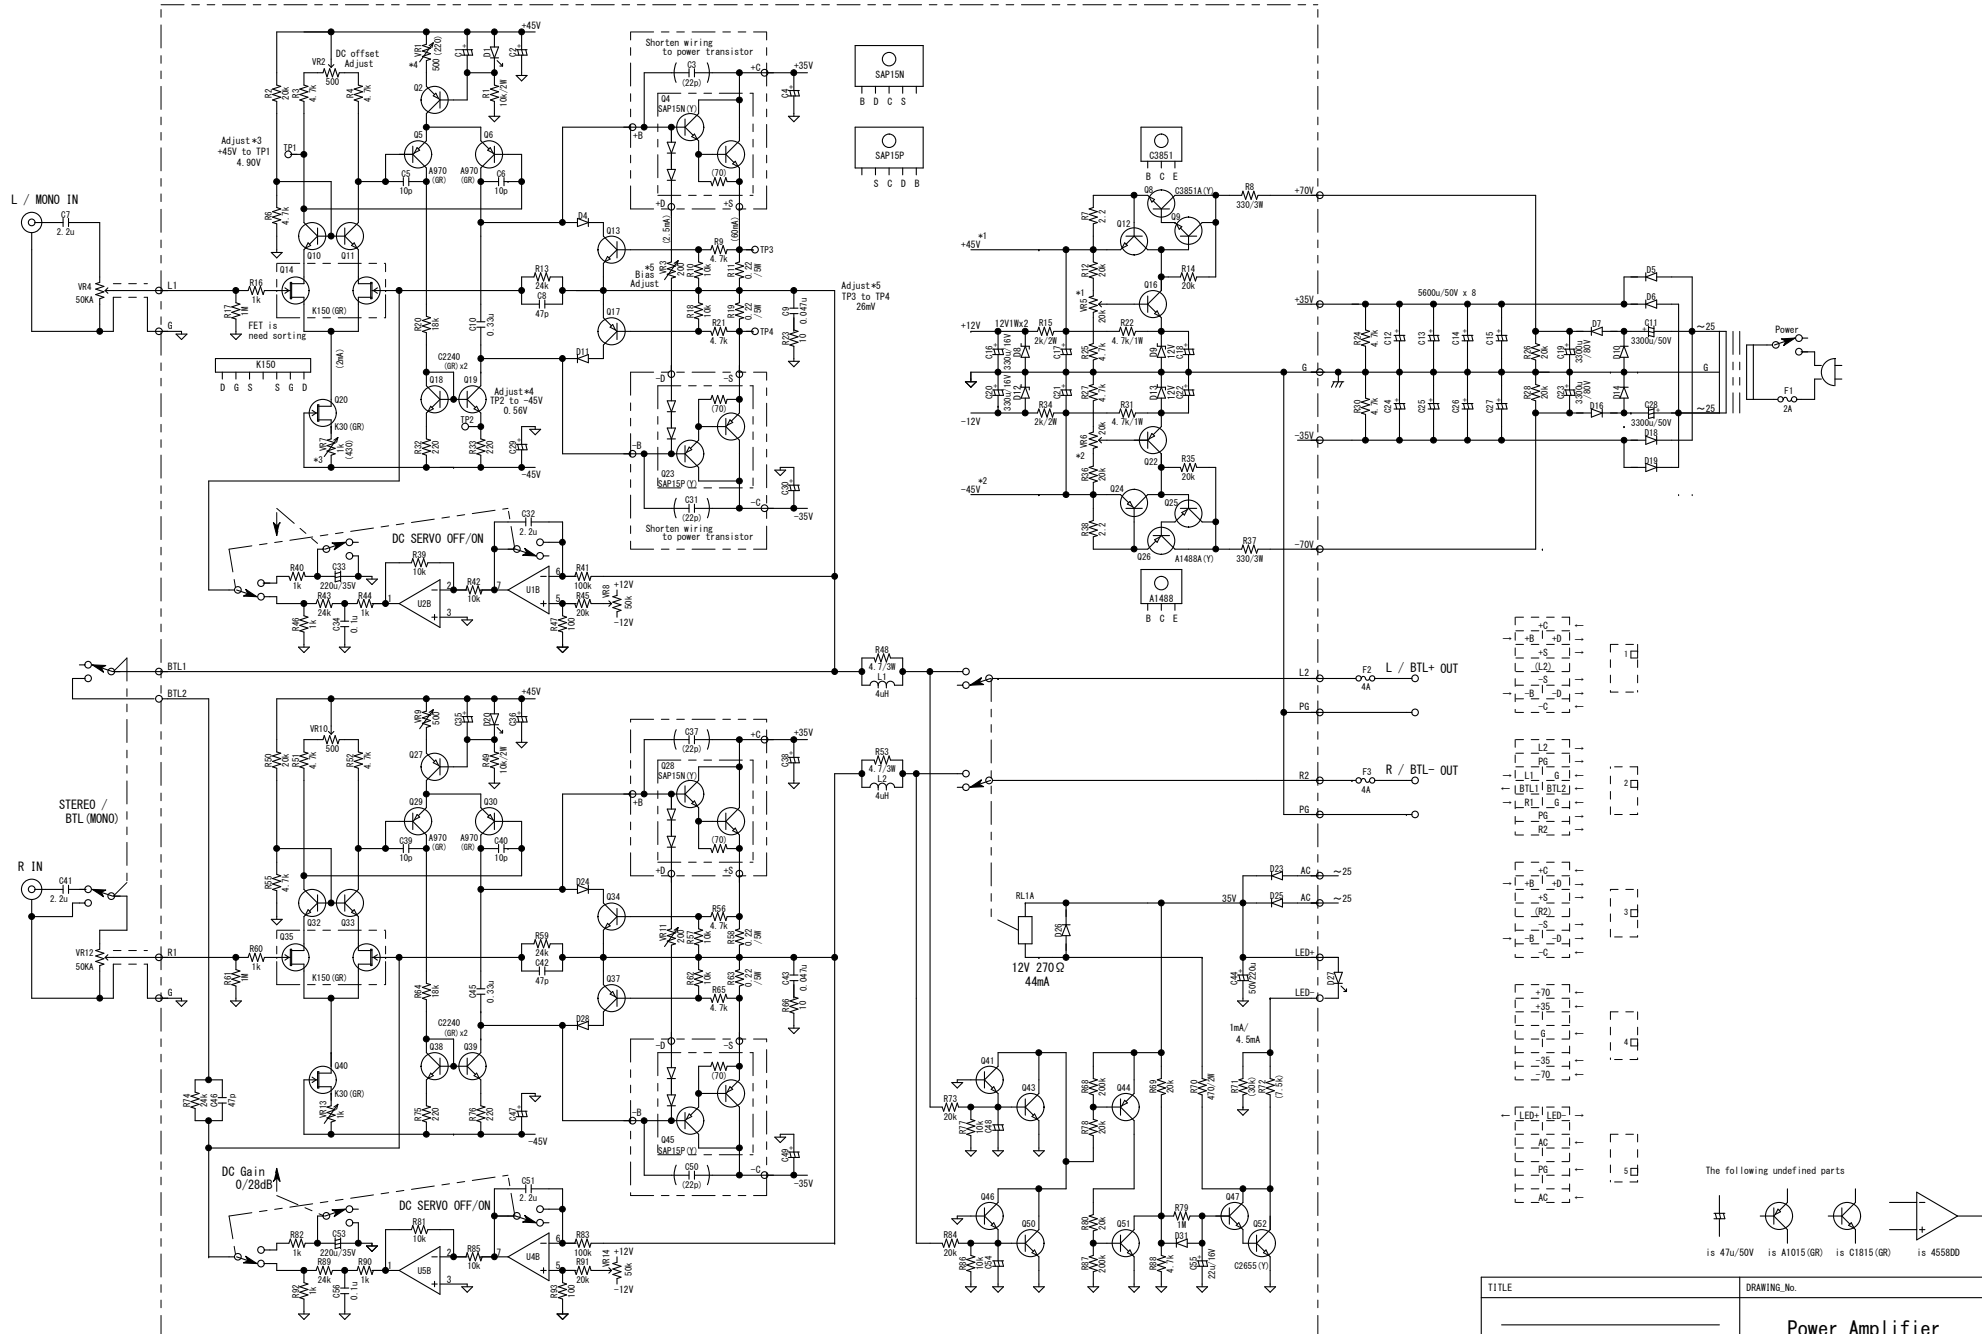 L / MONO IN
C7
2.2u
VR4
50KA
L1
G
R17
1M
R16
1k
FET is
need sorting
K150
D G S S G D
Adjust*3
+45V to TP1
4.90V
TP1
R2
20k
R3
4.7k
VR2
500
DC offset
Adjust
R4
4.7k
R6
4.7k
Q10
Q11
Q14
K150(GR)
(2mA)
Q20
K30(GR)
VR7
1k
(430)
*3
VR1
500
(220)
*4
C1
D1
C2
+45V
R1
10k/2W
Q2
Q5
Q6
A970
(GR)
A970
(GR)
C5
10p
C6
10p
R20
18k
C10
0.33u
C2240
(GR)x2
Q18
Q19
Adjust*4
TP2 to -45V
0.56V
TP2
R32
220
R33
220
C29
-45V
D4
D11
Q13
Q17
R13
24k
C8
47p
Shorten wiring
to power transistor
C3
(22p)
+C
+35V
C4
Q4
SAP15N(Y)
+B
(70)
+D
+S
(2.5mA)
(60mA)
*5
Bias
Adjust
VR3
200
R9
4.7k
R10
10k
R11
0.22
/5W
TP3
R18
10k
R19
0.22
/5W
R21
4.7k
TP4
C9
0.047u
R23
10
Adjust*5
TP3 to TP4
26mV
-D
-S
(70)
-B
Q23
SAP15P(Y)
C31
(22p)
-C
-35V
C30
Shorten wiring
to power transistor
SAP15N
B D C S
SAP15P
S C D B
DC SERVO OFF/ON
R40
1k
C33
220u/35V
R43
24k
R44
1k
R46
1k
C34
0.1u
R39
10k
U2B
R42
10k
C32
2.2u
U1B
R41
100k
R45
20k
R47
100
+12V
VR8
50k
-12V
BTL1
BTL2
STEREO /
BTL(MONO)
R IN
C41
2.2u
VR12
50KA
R1
G
R61
1M
R60
1k
R50
20k
R51
4.7k
VR10
500
R52
4.7k
R55
4.7k
Q32
Q33
Q35
K150(GR)
Q40
K30(GR)
VR13
1k
VR9
500
C35
D20
C36
+45V
R49
10k/2W
Q27
Q29
Q30
A970
(GR)
A970
(GR)
C39
10p
C40
10p
R64
18k
C45
0.33u
C2240
(GR)x2
Q38
Q39
R75
220
R76
220
C47
-45V
R74
24k
C46
47p
D24
D28
Q34
Q37
R59
24k
C42
47p
C37
(22p)
+C
+35V
C38
Q28
SAP15N(Y)
+B
(70)
+D
+S
VR11
200
R56
4.7k
R57
10k
R58
0.22
/5W
R62
10k
R63
0.22
/5W
R65
4.7k
C43
0.047u
R66
10
-D
-S
(70)
-B
Q45
SAP15P(Y)
C50
(22p)
-C
-35V
C49
DC Gain
0/28dB
DC SERVO OFF/ON
R82
1k
C53
220u/35V
R89
24k
R90
1k
R92
1k
C56
0.1u
R81
10k
U5B
R85
10k
C51
2.2u
U4B
R83
100k
R91
20k
R93
100
+12V
VR14
50k
-12V
R48
4.7/3W
L1
4uH
R53
4.7/3W
L2
4uH
L2
F2
4A
L / BTL+ OUT
PG
R2
F3
4A
R / BTL- OUT
PG
C3851
B C E
Q8
C3851A(Y)
Q9
R8
330/3W
+70V
R7
2.2
Q12
+45V
*1
R12
20k
R14
20k
Q16
*1
VR5
20k
+35V
+12V
12V1Wx2
R15
2k/2W
R22
4.7k/1W
C16
330u/16V
D8
C17
R25
4.7k
D9
12V
C18
G
C20
330u/16V
D12
C21
R27
4.7k
D13
12V
C22
-12V
R34
2k/2W
R31
4.7k/1W
VR6
20k
*2
Q22
-35V
R36
20k
R35
20k
-45V
*2
Q24
Q25
R38
2.2
Q26
A1488A(Y)
R37
330/3W
-70V
A1488
B C E
5600u/50V x 8
R24
4.7k
C12
C13
C14
C15
R30
4.7k
C24
C25
C26
C27
R26
20k
R28
20k
C19
3300u
/80V
C23
3300u
/80V
D5
D6
D7
C11
3300u/50V
D10
D14
D16
C28
3300u/50V
D18
D19
~25
G
~25
Power
F1
2A
RL1A
D26
12V 270Ω
44mA
35V
D23
AC
~25
D25
AC
~25
LED+
C44
50V220u
D27
LED-
1mA/
4.5mA
Q41
Q43
R73
20k
R77
10k
C48
R68
200k
Q44
R78
20k
R69
20k
R70
470/2W
R71
(30k)
R72
(7.5k)
Q46
Q50
R84
20k
R86
10k
C54
R80
20k
Q51
R87
200k
R79
1M
D31
R88
4.7k
C55
22u/16V
Q47
Q52
C2655(Y)
+C
+B +D
+S
(L2)
-S
-B -D
-C
1
L2
PG
L1 G
BTL1 BTL2
R1 G
PG
R2
2
+C
+B +D
+S
(R2)
-S
-B -D
-C
3
+70
+35
G
-35
-70
4
LED+ LED-
AC
PG
AC
5
The following undefined parts
is 47u/50V is A1015(GR) is C1815(GR) is 4558DD
TITLE
DRAWING_No.
Power Amplifier